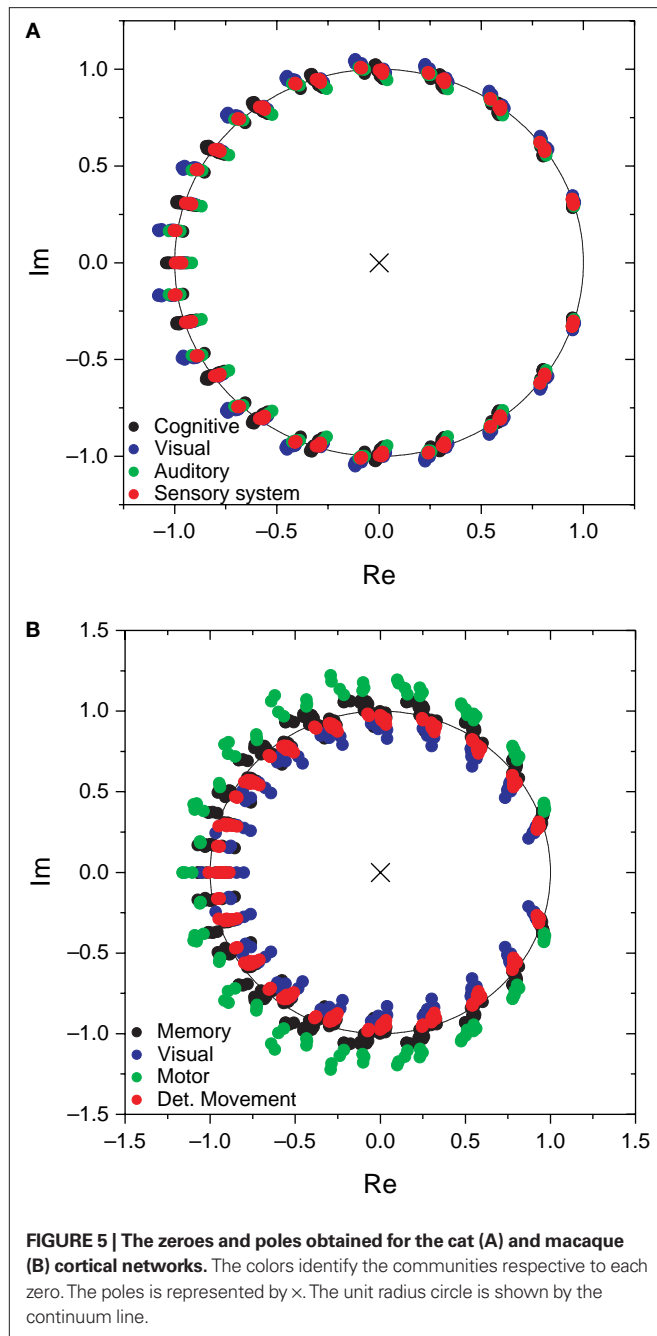 A
1.0
0.5
0.0
−0.5
−1.0
Im
Cognitive
Visual
Auditory
Sensory system
−1.0 −0.5 0.0 0.5 1.0
Re
B
1.5
1.0
0.5
0.0
−0.5
−1.0
−1.5
Im
Memory
Visual
Motor
Det. Movement
−1.5 −1.0 −0.5 0.0 0.5 1.0 1.5
Re
FIGURE 5 | The zeroes and poles obtained for the cat (A) and macaque
(B) cortical networks. The colors identify the communities respective to each
zero. The poles is represented by ×. The unit radius circle is shown by the
continuum line.